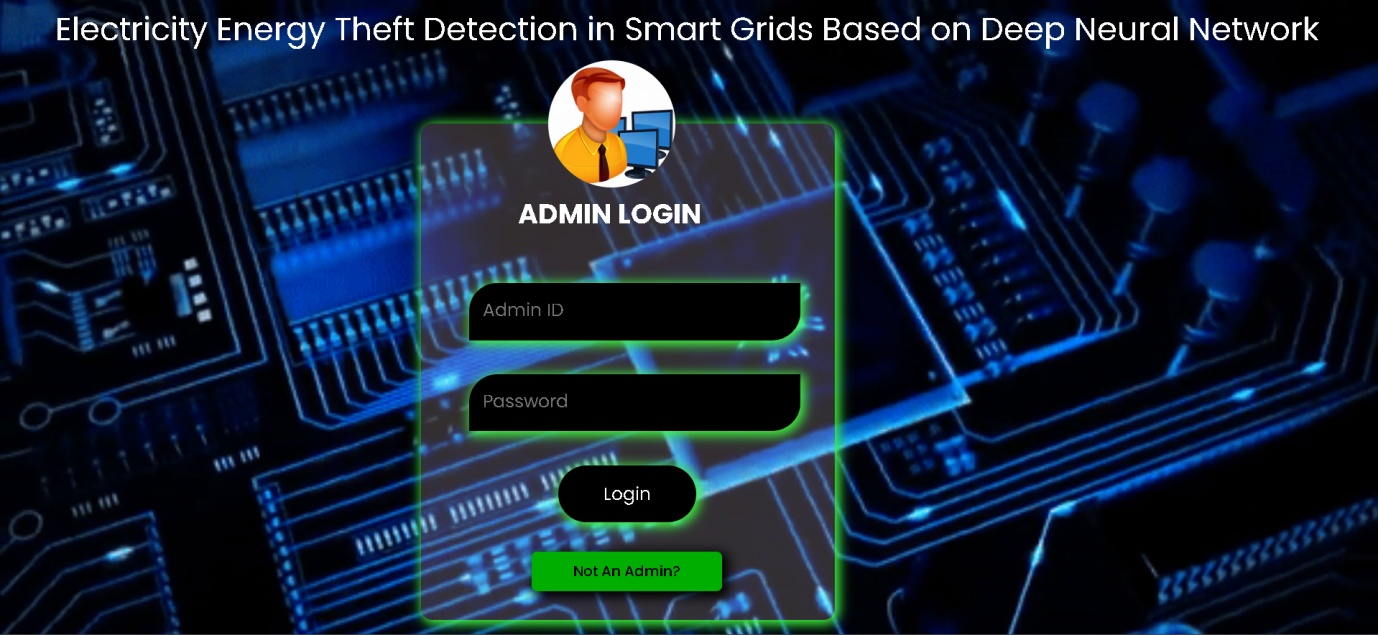 Electricity Energy Theft Detection in Smart Grids Based on Deep Neural Network
ADMIN LOGIN
Admin ID
Password
Login
Not An Admin?